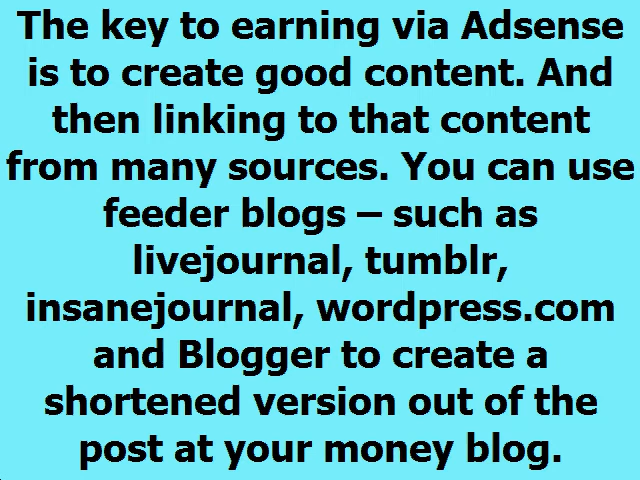 The key to earning via Adsense
is to create good content. And
then linking to that content
from many sources. You can use
feeder blogs – such as
livejournal, tumblr,
insanejournal, wordpress.com
and Blogger to create a
shortened version out of the
post at your money blog.